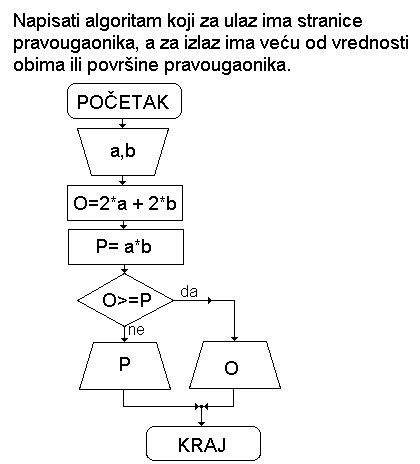 Napisati algoritam koji za ulaz ima stranice
pravougaonika, a za izlaz ima veću od vrednosti
obima ili površine pravougaonika.
POČETAK
a,b
O=2*a + 2*b
P= a*b
O>=P
da
ne
P
O
KRAJ